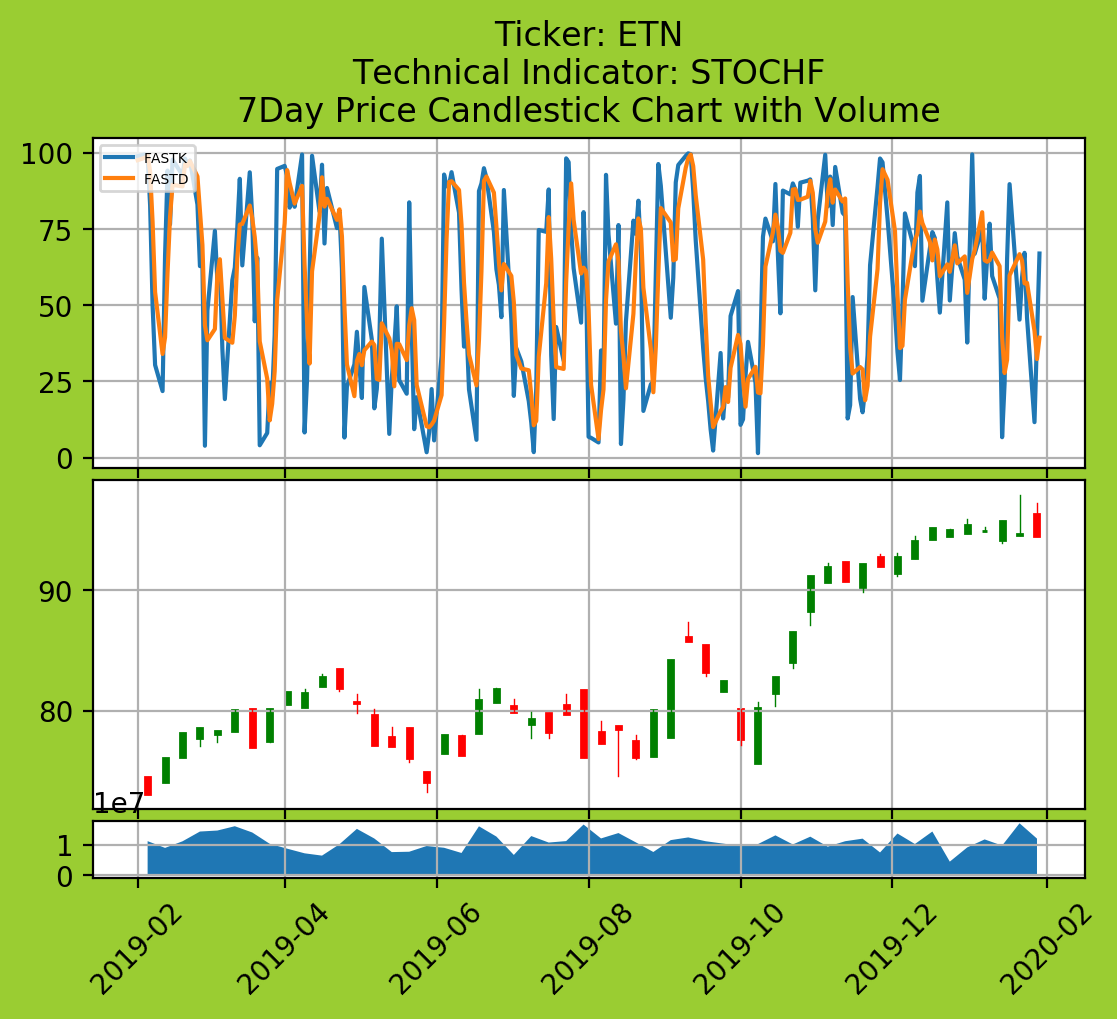 Ticker: ETN
Technical Indicator: STOCHF
7Day Price Candlestick Chart with Volume
100
75
50
25
0
FASTK
FASTD
90
80
1e7
1
0
2019-02
2019-04
2019-06
2019-08
2019-10
2019-12
2020-02